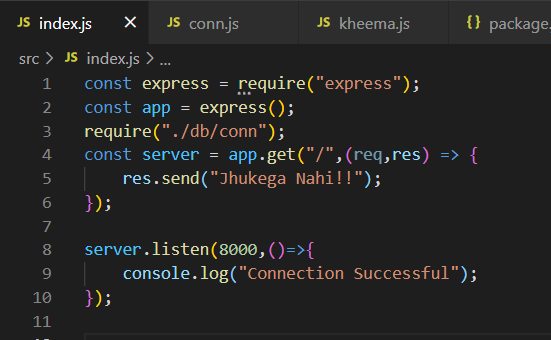 JS index.js × JS conn.js JS kheema.js {} package.
src > JS index.js > ...
1 const express = require("express");
2 const app = express();
3 require("./db/conn");
4 const server = app.get("/",(req,res) => {
5 res.send("Jhukega Nahi!!");
6 });
7
8 server.listen(8000,()=>{
9 console.log("Connection Successful");
10 });
11